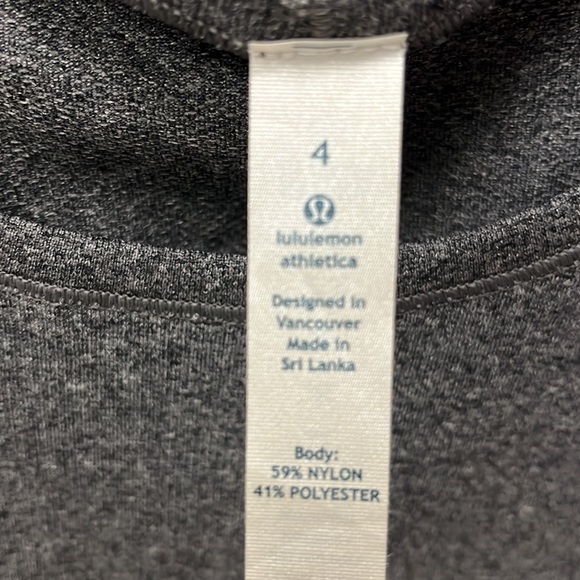 4
lululemon
athletica
Designed in
Vancouver
Made in
Sri Lanka
Body:
59% NYLON
41% POLYESTER